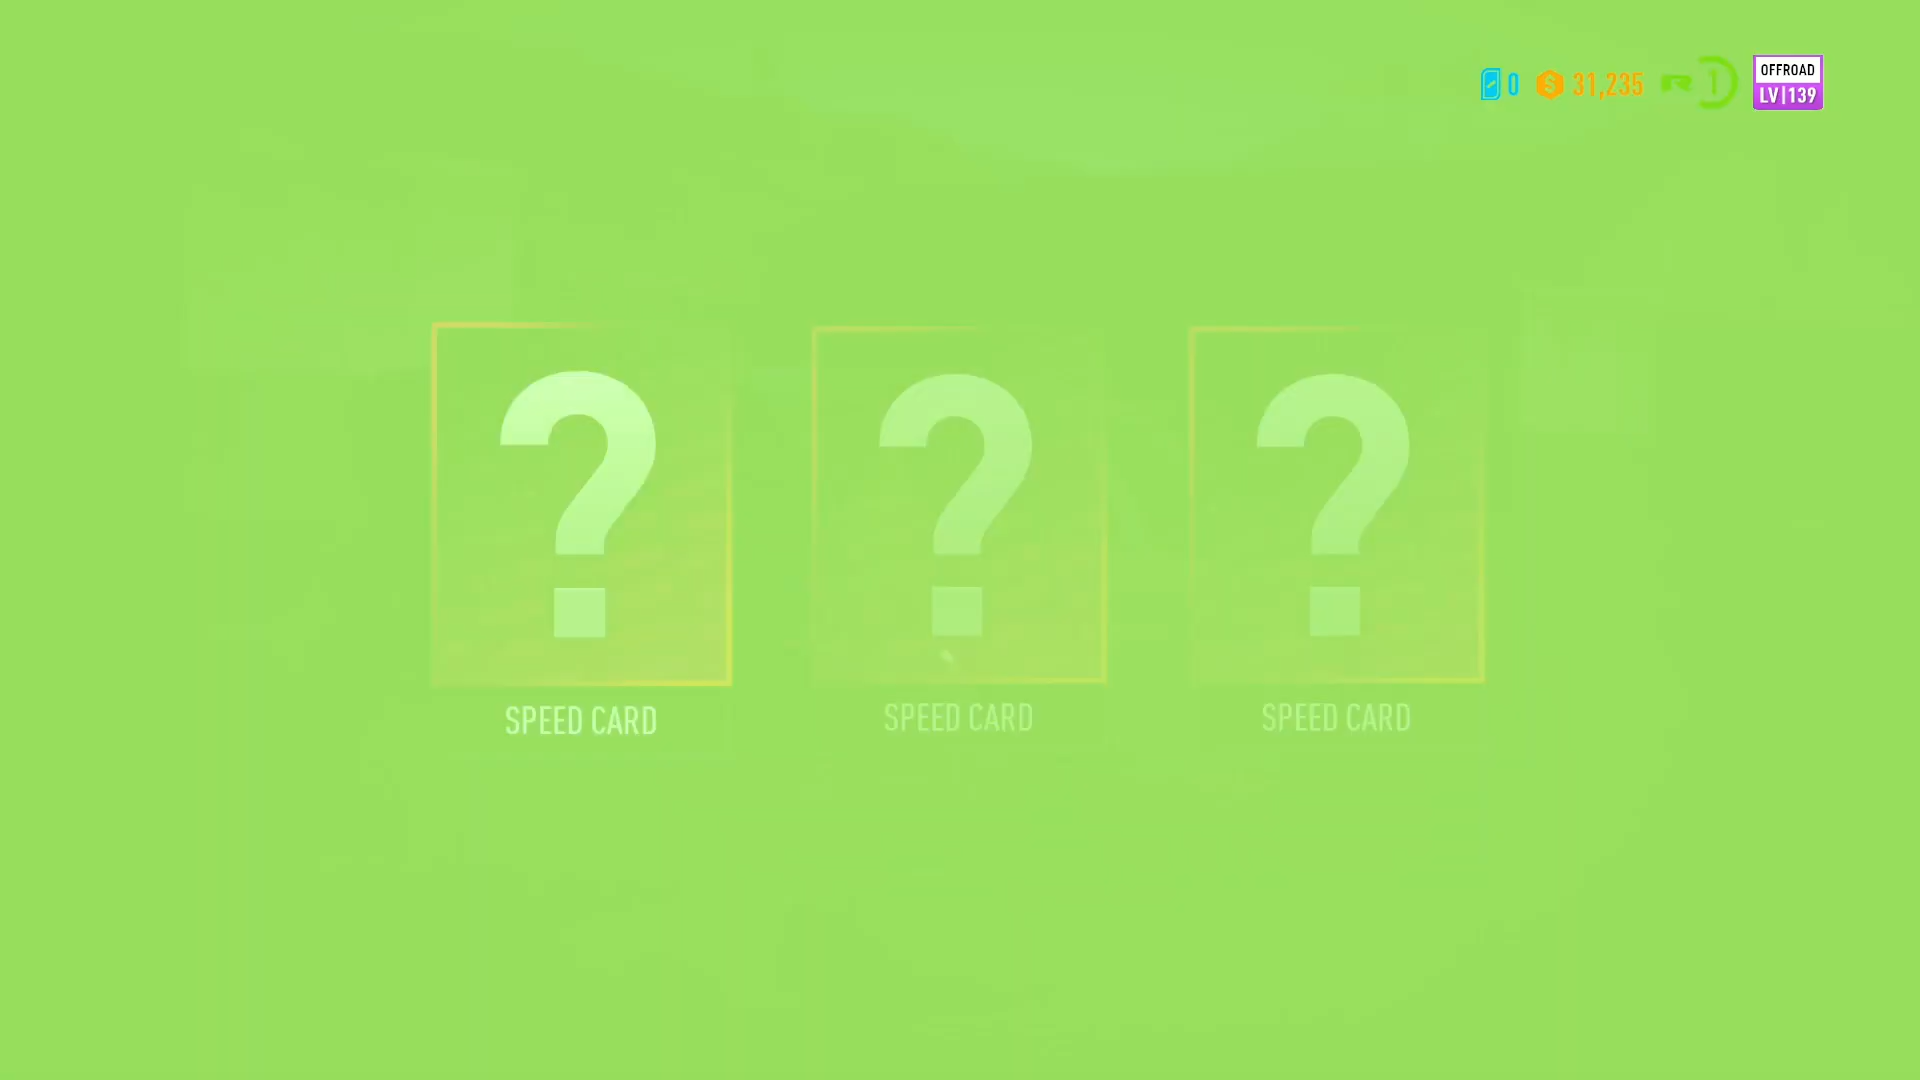 0 31,235 1 OFFROAD
LV|139
? ? ?
SPEED CARD SPEED CARD SPEED CARD